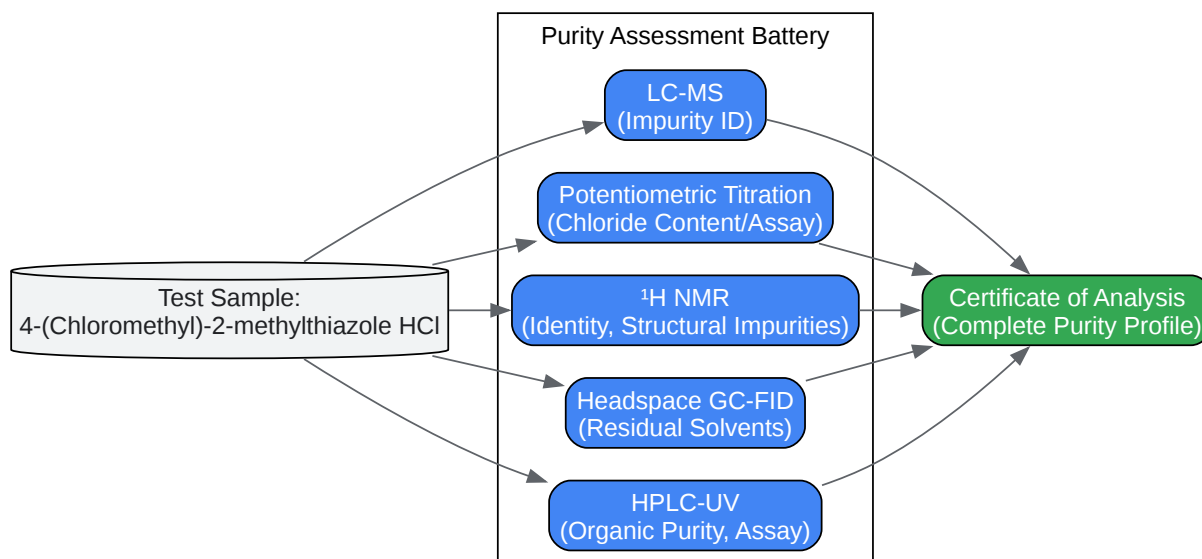 Purity Assessment Battery
LC-MS
(Impurity ID)
Potentiometric Titration
(Chloride Content/Assay)
Test Sample:
4-(Chloromethyl)-2-methylthiazole HCl
¹H NMR
(Identity, Structural Impurities)
Certificate of Analysis
(Complete Purity Profile)
Headspace GC-FID
(Residual Solvents)
HPLC-UV
(Organic Purity, Assay)